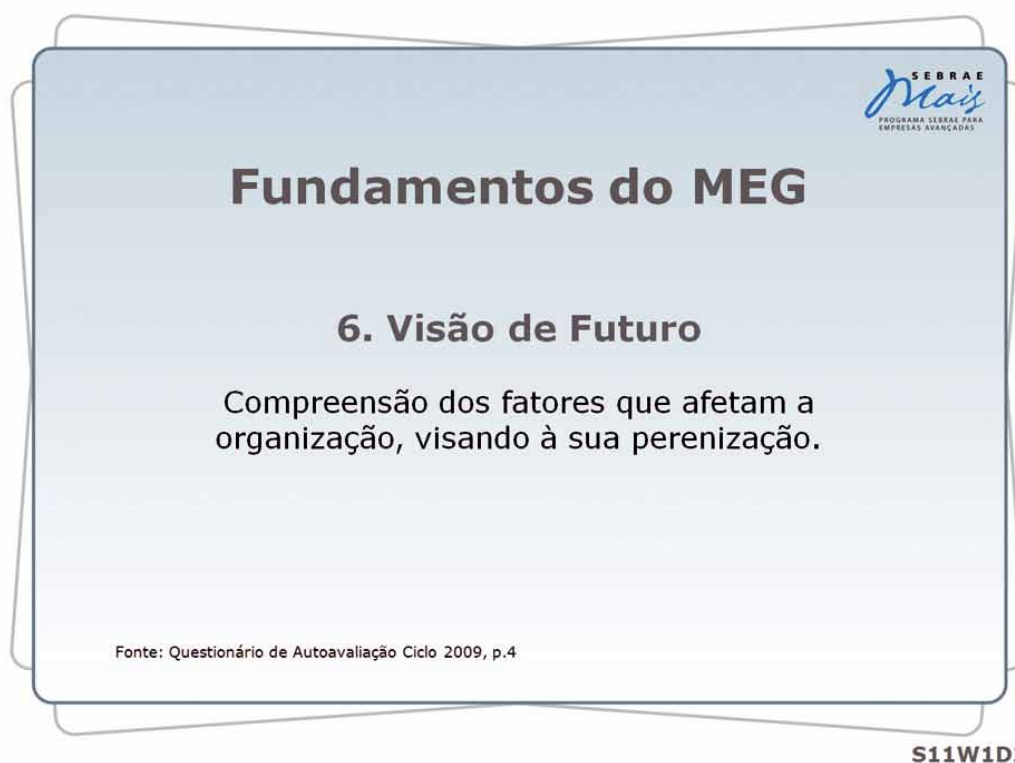 SEBRAE
Mais
PROGRAMA SEBRAE PARA
EMPRESAS AVANÇADAS
Fundamentos do MEG
6. Visão de Futuro
Compreensão dos fatores que afetam a
organização, visando à sua perenização.
Fonte: Questionário de Autoavaliação Ciclo 2009, p.4